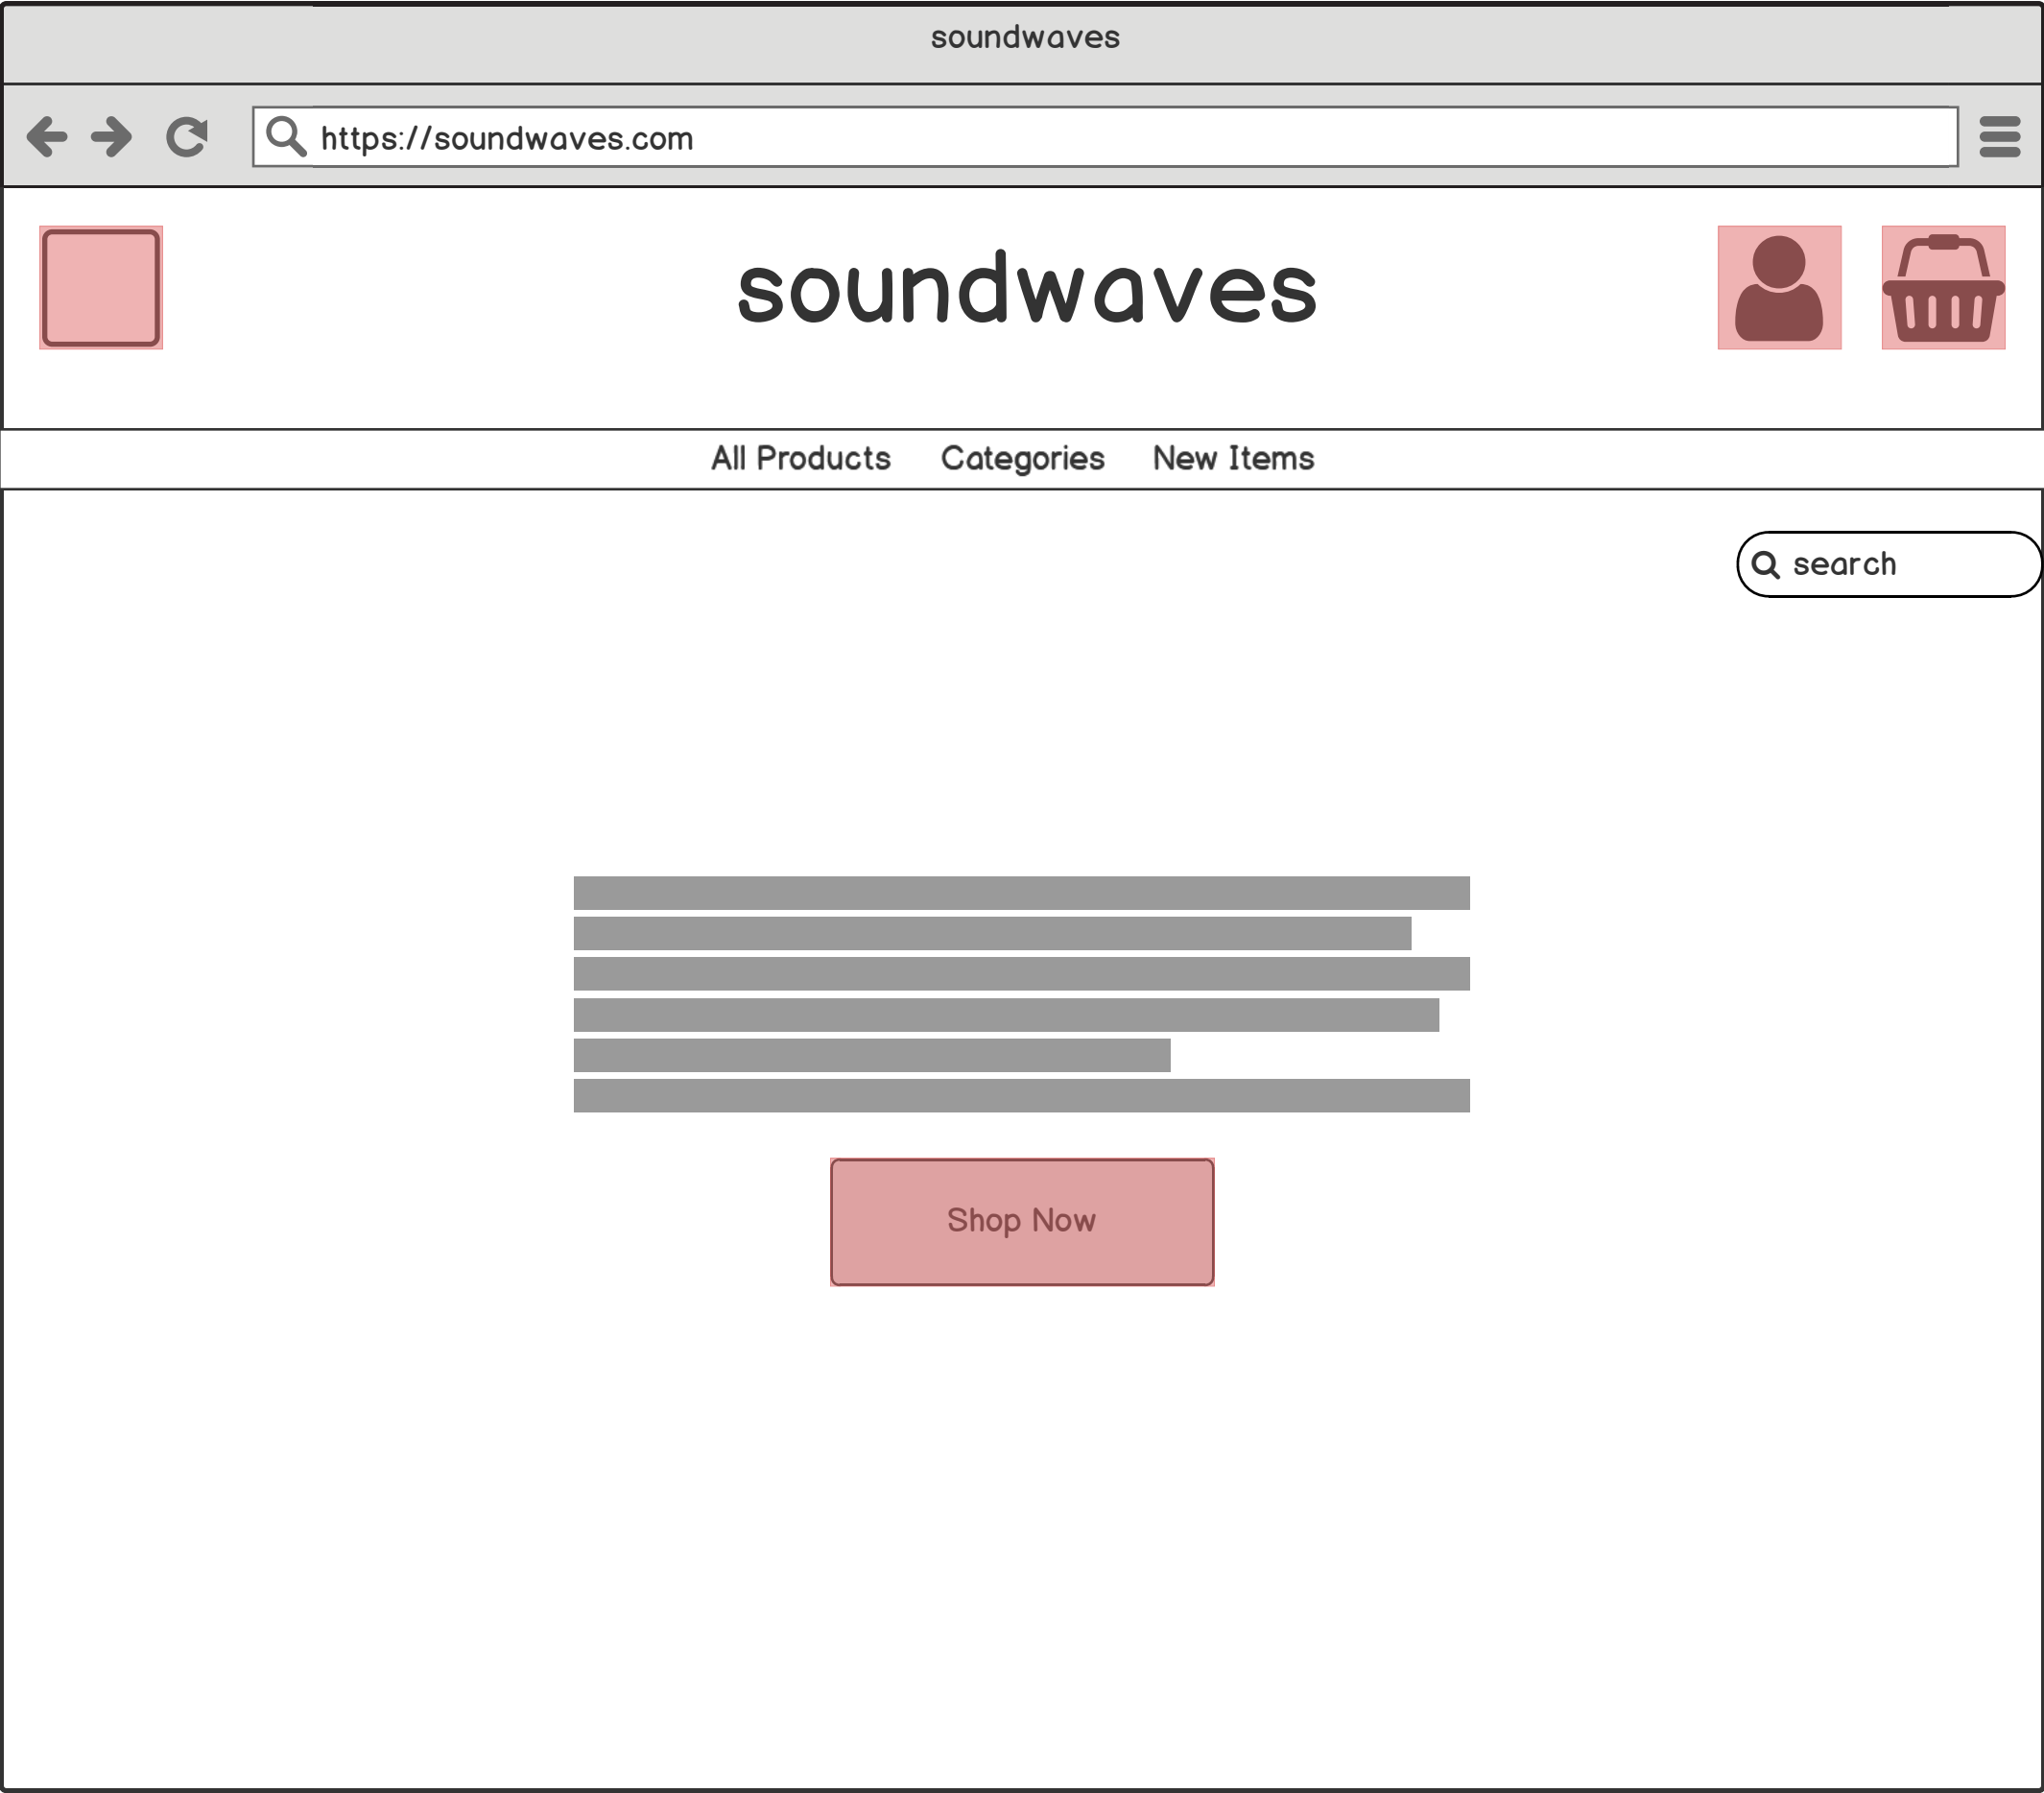 soundwaves
https://soundwaves.com
soundwaves
All Products Categories New Items
search
Shop Now